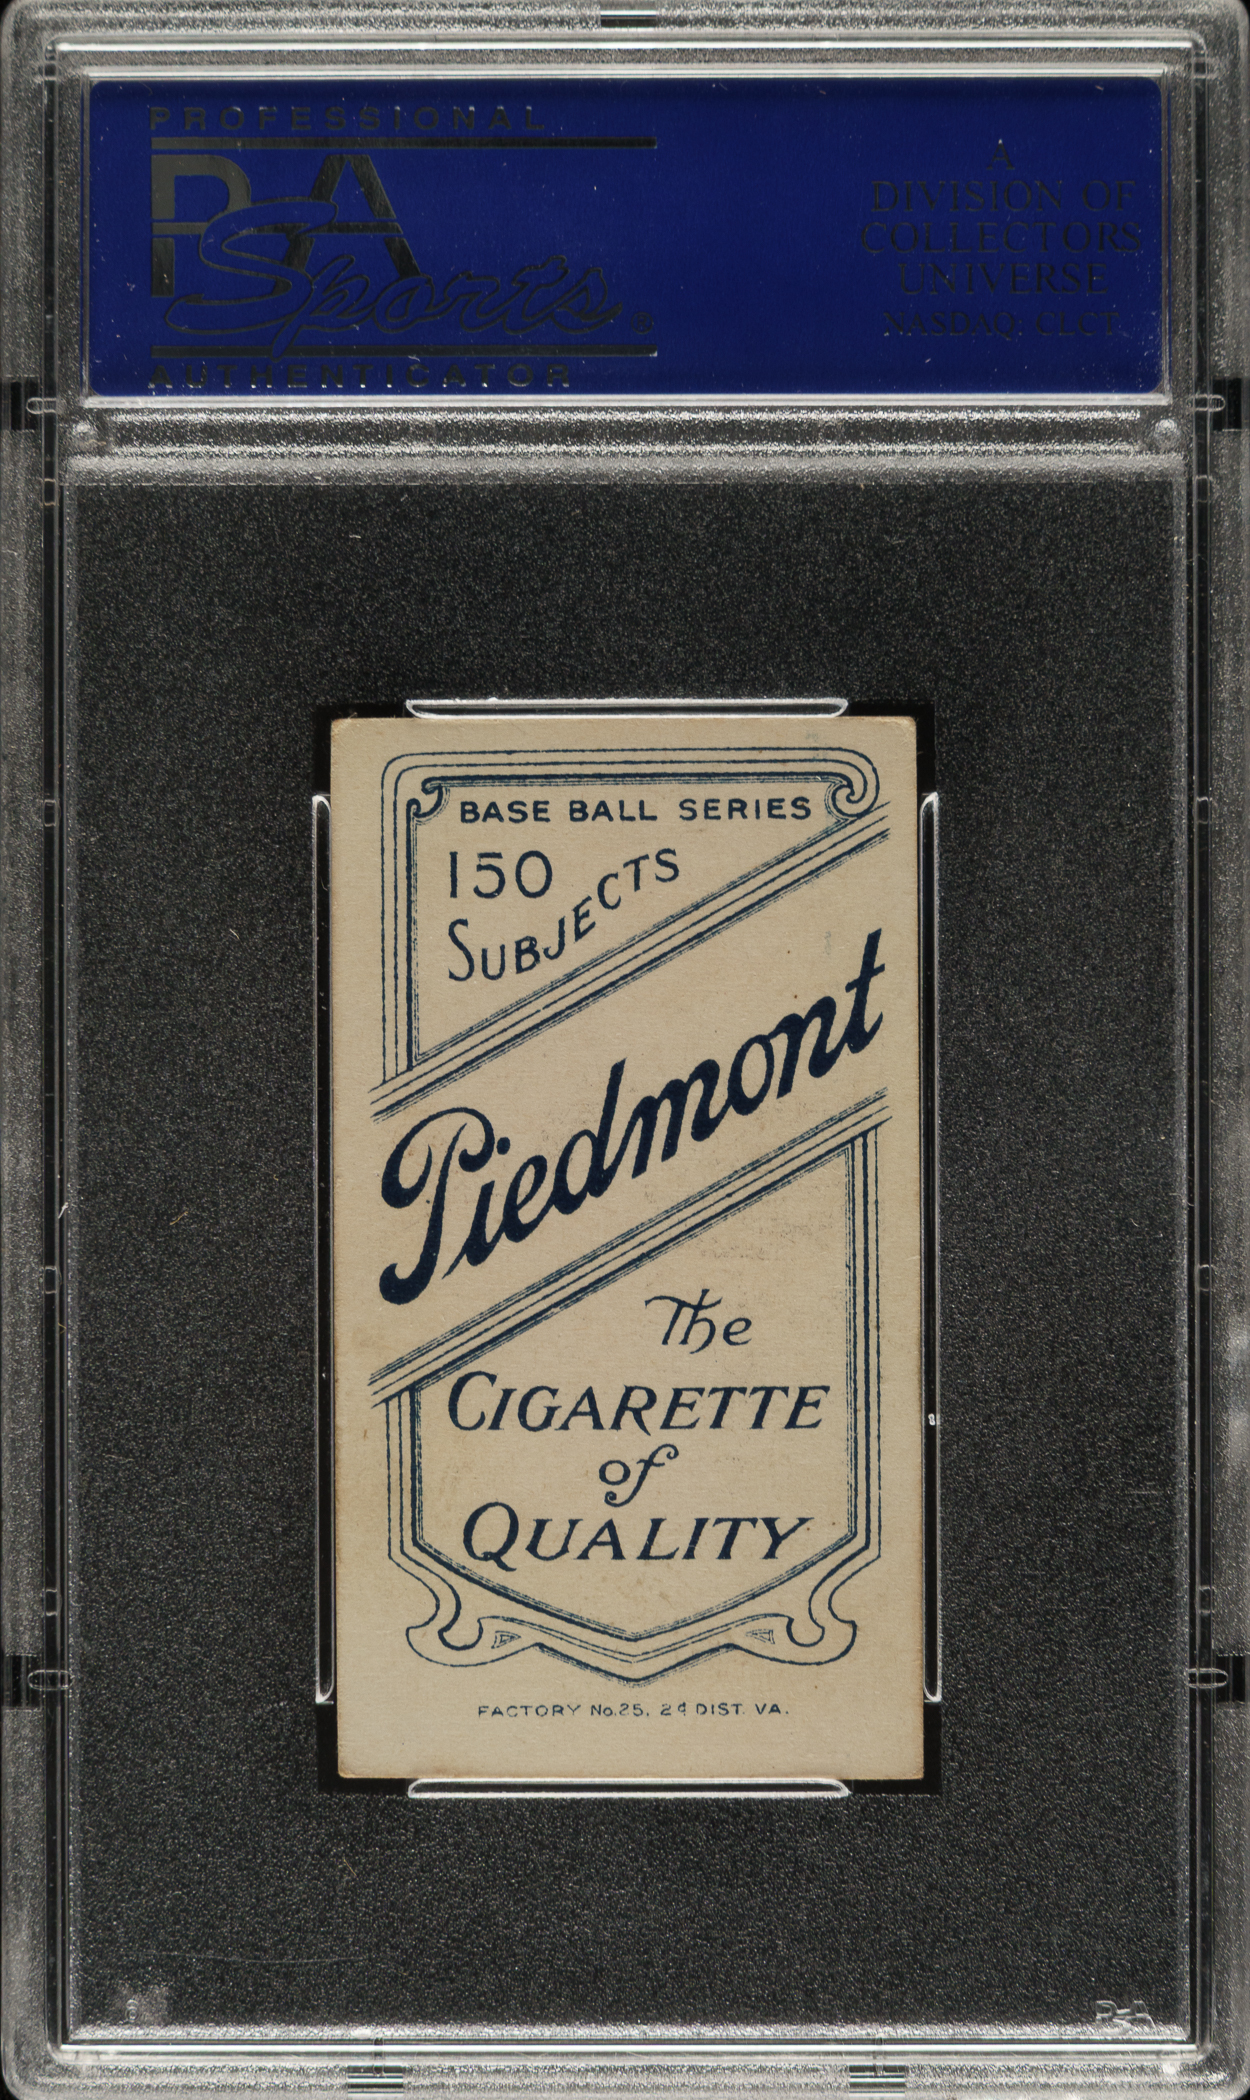 PROFESSIONAL
PSA
Sports®
AUTHENTICATOR
A
DIVISION OF
COLLECTORS
UNIVERSE
NASDAQ: CLCT
BASE BALL SERIES
150
SUBJECTS
Piedmont
The
CIGARETTE
of
QUALITY
FACTORY No.25, 2d DIST. VA.
PSA